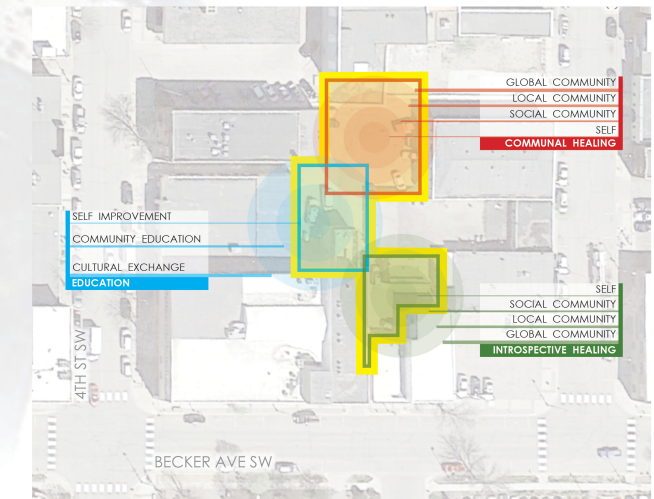 GLOBAL COMMUNITY
LOCAL COMMUNITY
SOCIAL COMMUNITY
SELF
COMMUNAL HEALING
SELF IMPROVEMENT
COMMUNITY EDUCATION
CULTURAL EXCHANGE
EDUCATION
SELF
SOCIAL COMMUNITY
LOCAL COMMUNITY
GLOBAL COMMUNITY
INTROSPECTIVE HEALING
4TH ST SW
BECKER AVE SW